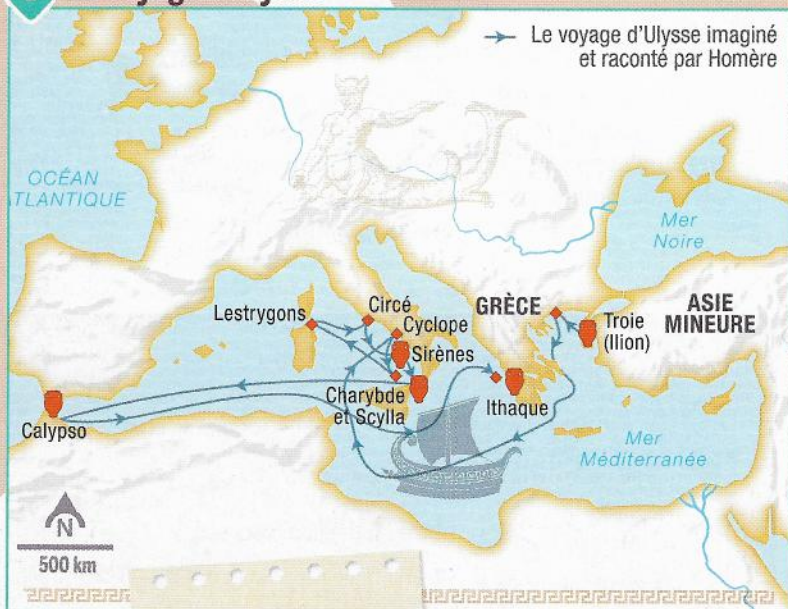 Le voyage d'Ulysse imaginé
et raconté par Homère
OCÉAN
ATLANTIQUE
Mer
Noire
Lestrygons
Circé
Cyclope
Sirènes
GRÈCE
Troie
(Ilion)
ASIE
MINEURE
Charybde
et Scylla
Ithaque
Calypso
Mer
Méditerranée
N
500 km